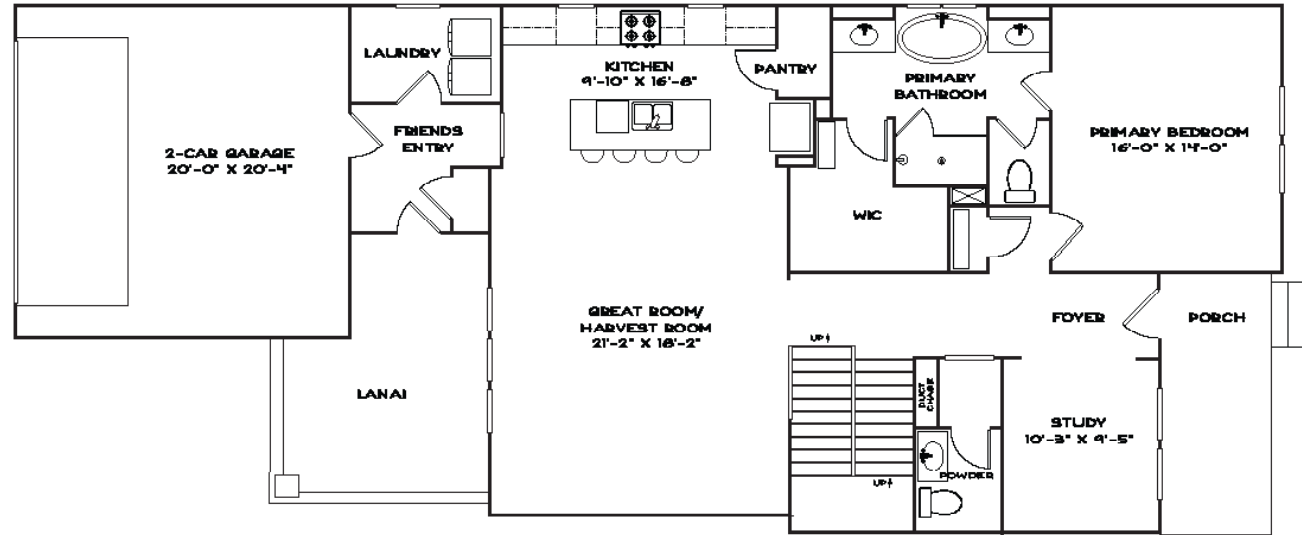 LAUNDRY
KITCHEN
9'-10" X 16'-8"
PANTRY
PRIMARY
BATHROOM
FRIENDS
ENTRY
2-CAR GARAGE
20'-0" X 20'-4"
PRIMARY BEDROOM
16'-0" X 14'-0"
WIC
GREAT ROOM/
HARVEST ROOM
21'-2" X 18'-2"
FOYER
PORCH
UP
LANAI
DUCT
CHASE
STUDY
10'-3" X 9'-5"
POWDER
UP